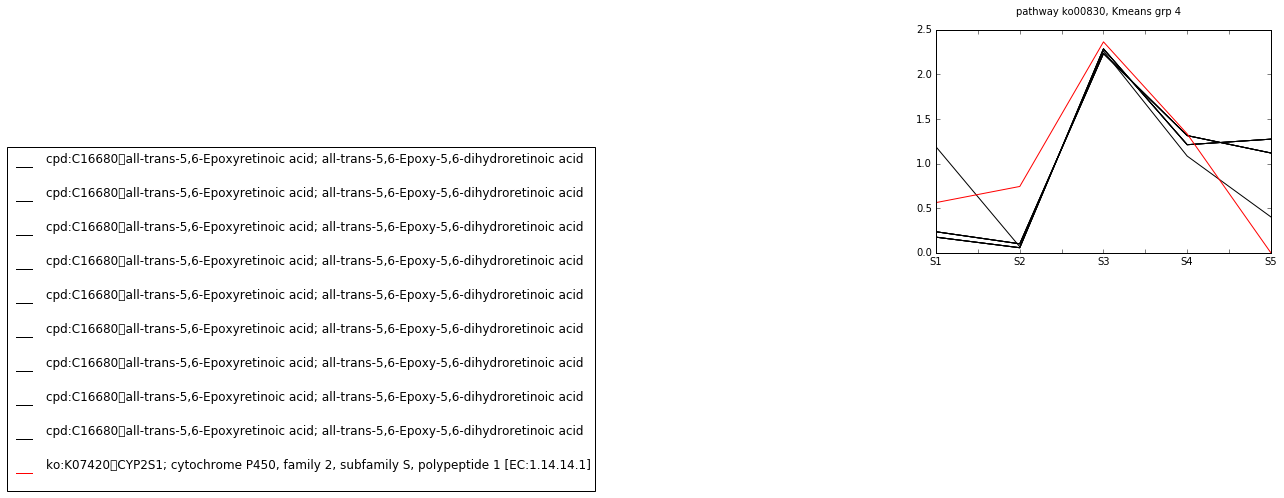 pathway ko00830, Kmeans grp 4
2.5
2.0
1.5
1.0
0.5
0.0
S1 S2 S3 S4 S5
cpd:C16680▯all-trans-5,6-Epoxyretinoic acid; all-trans-5,6-Epoxy-5,6-dihydroretinoic acid
cpd:C16680▯all-trans-5,6-Epoxyretinoic acid; all-trans-5,6-Epoxy-5,6-dihydroretinoic acid
cpd:C16680▯all-trans-5,6-Epoxyretinoic acid; all-trans-5,6-Epoxy-5,6-dihydroretinoic acid
cpd:C16680▯all-trans-5,6-Epoxyretinoic acid; all-trans-5,6-Epoxy-5,6-dihydroretinoic acid
cpd:C16680▯all-trans-5,6-Epoxyretinoic acid; all-trans-5,6-Epoxy-5,6-dihydroretinoic acid
cpd:C16680▯all-trans-5,6-Epoxyretinoic acid; all-trans-5,6-Epoxy-5,6-dihydroretinoic acid
cpd:C16680▯all-trans-5,6-Epoxyretinoic acid; all-trans-5,6-Epoxy-5,6-dihydroretinoic acid
cpd:C16680▯all-trans-5,6-Epoxyretinoic acid; all-trans-5,6-Epoxy-5,6-dihydroretinoic acid
cpd:C16680▯all-trans-5,6-Epoxyretinoic acid; all-trans-5,6-Epoxy-5,6-dihydroretinoic acid
ko:K07420▯CYP2S1; cytochrome P450, family 2, subfamily S, polypeptide 1 [EC:1.14.14.1]